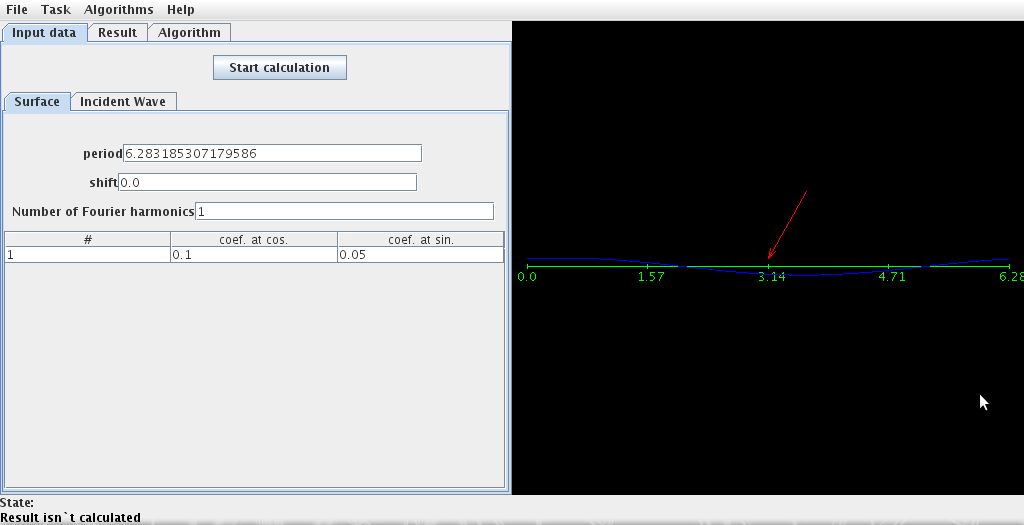 File Task Algorithms Help
Input data Result Algorithm
Start calculation
Surface Incident Wave
period 6.283185307179586
shift 0.0
Number of Fourier harmonics 1
# coef. at cos. coef. at sin.
1 0.1 0.05
0.0 1.57 3.14 4.71 6.28
State:
Result isn`t calculated